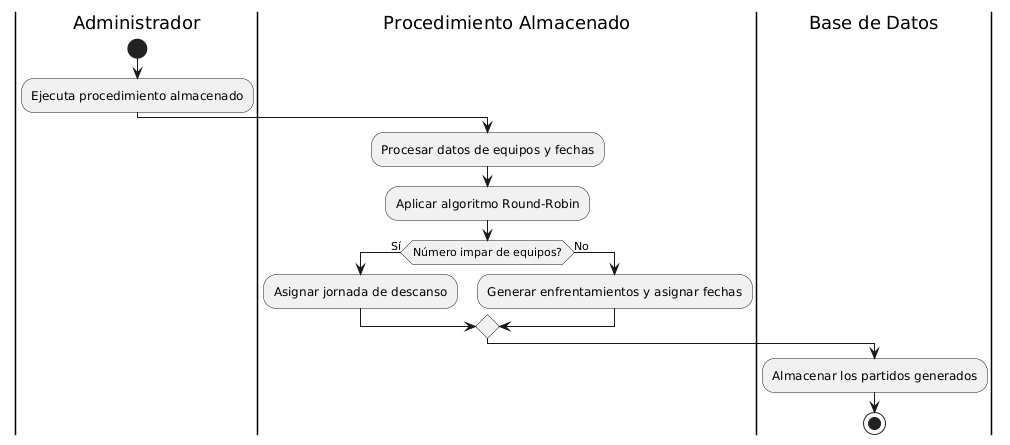 Administrador
Procedimiento Almacenado
Base de Datos
Ejecuta procedimiento almacenado
Procesar datos de equipos y fechas
Aplicar algoritmo Round-Robin
Sí
Número impar de equipos?
No
Asignar jornada de descanso
Generar enfrentamientos y asignar fechas
Almacenar los partidos generados